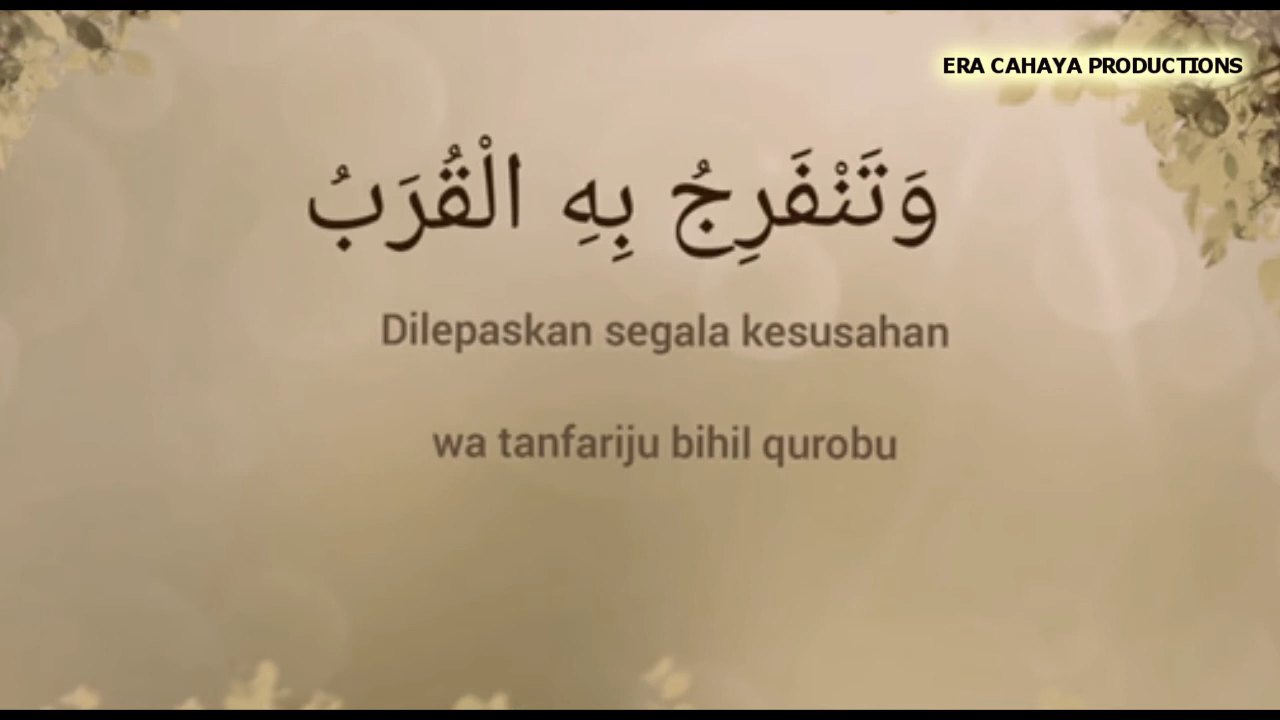 ERA CAHAYA PRODUCTIONS
وَتَنْفَرِجُ بِهِ الْقُرَبُ
Dilepaskan segala kesusahan
wa tanfariju bihil qurobu